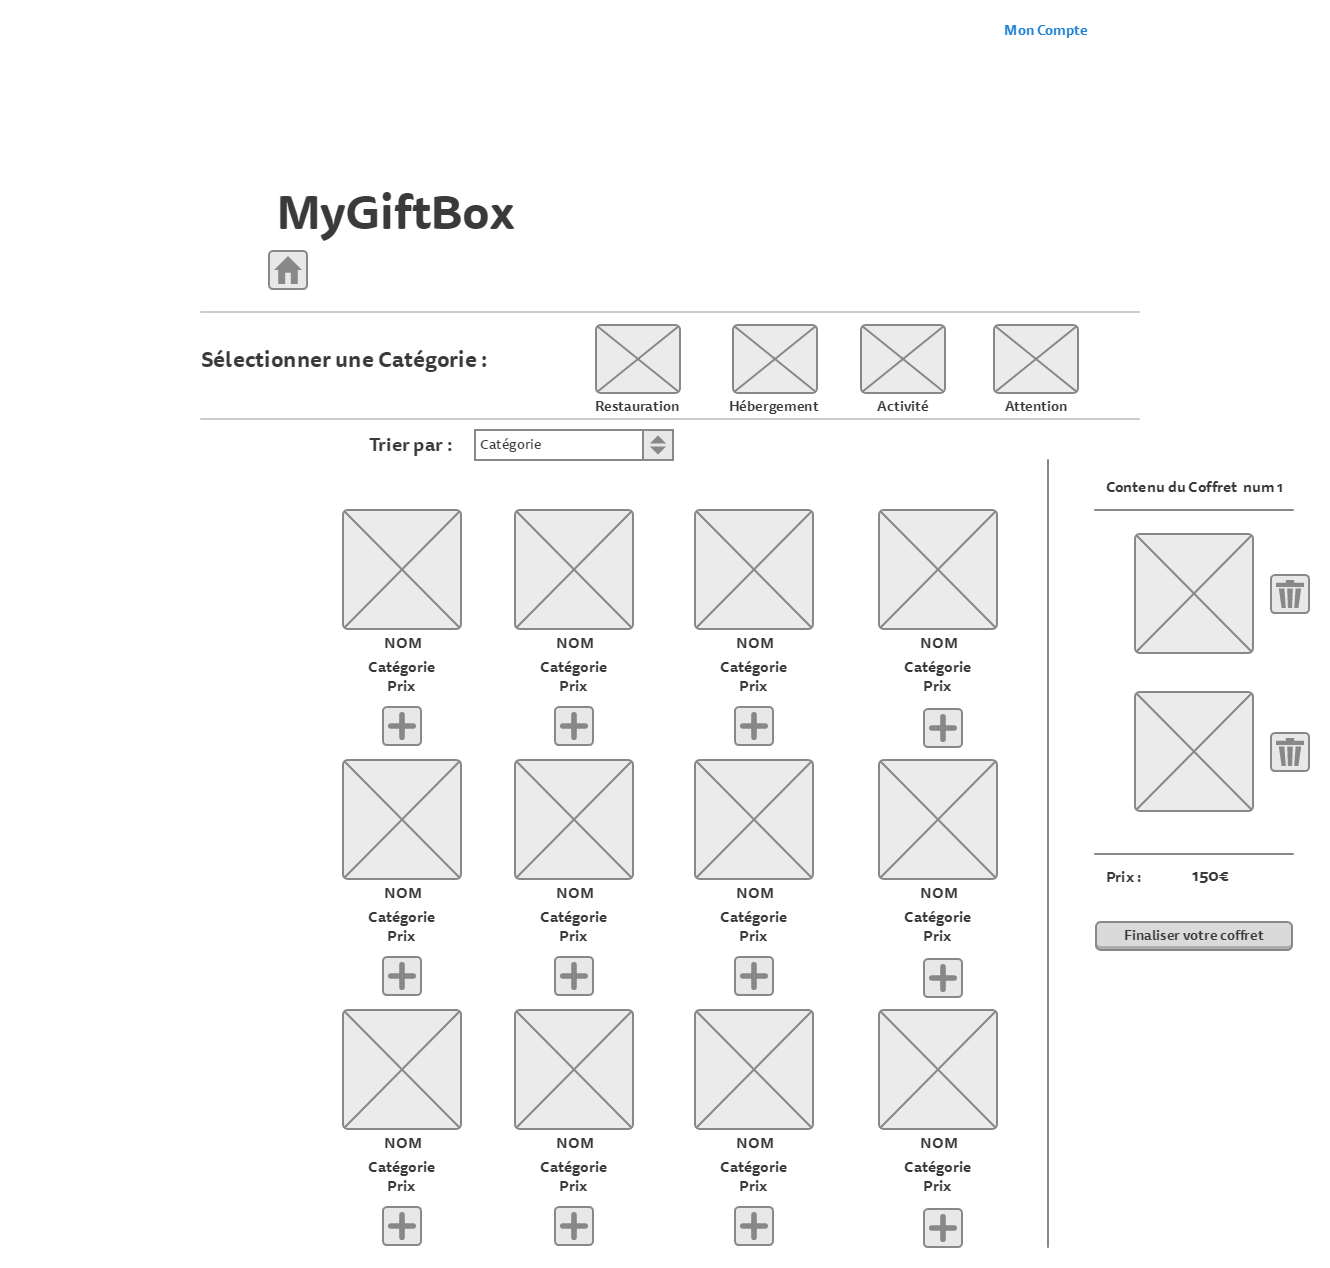 Mon Compte
MyGiftBox
Sélectionner une Catégorie :
Restauration Hébergement Activité Attention
Trier par : Catégorie
Contenu du Coffret num 1
NOM NOM NOM NOM
Catégorie Catégorie Catégorie Catégorie
Prix Prix Prix Prix
NOM NOM NOM NOM
Catégorie Catégorie Catégorie Catégorie
Prix Prix Prix Prix
NOM NOM NOM NOM
Catégorie Catégorie Catégorie Catégorie
Prix Prix Prix Prix
Prix : 150€
Finaliser votre coffret